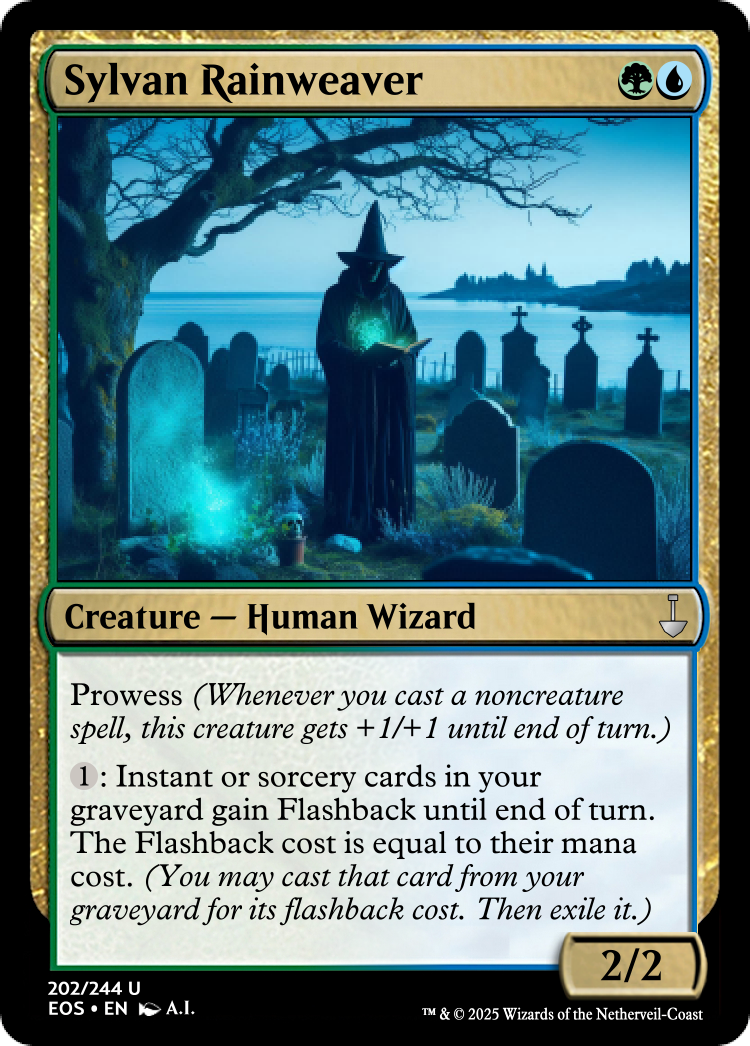 Sylvan Rainweaver
Creature — Human Wizard
Prowess (Whenever you cast a noncreature
spell, this creature gets +1/+1 until end of turn.)
1: Instant or sorcery cards in your
graveyard gain Flashback until end of turn.
The Flashback cost is equal to their mana
cost. (You may cast that card from your
graveyard for its flashback cost. Then exile it.)
2/2
202/244 U
EOS • EN A.I.
™ & © 2025 Wizards of the Netherveil-Coast